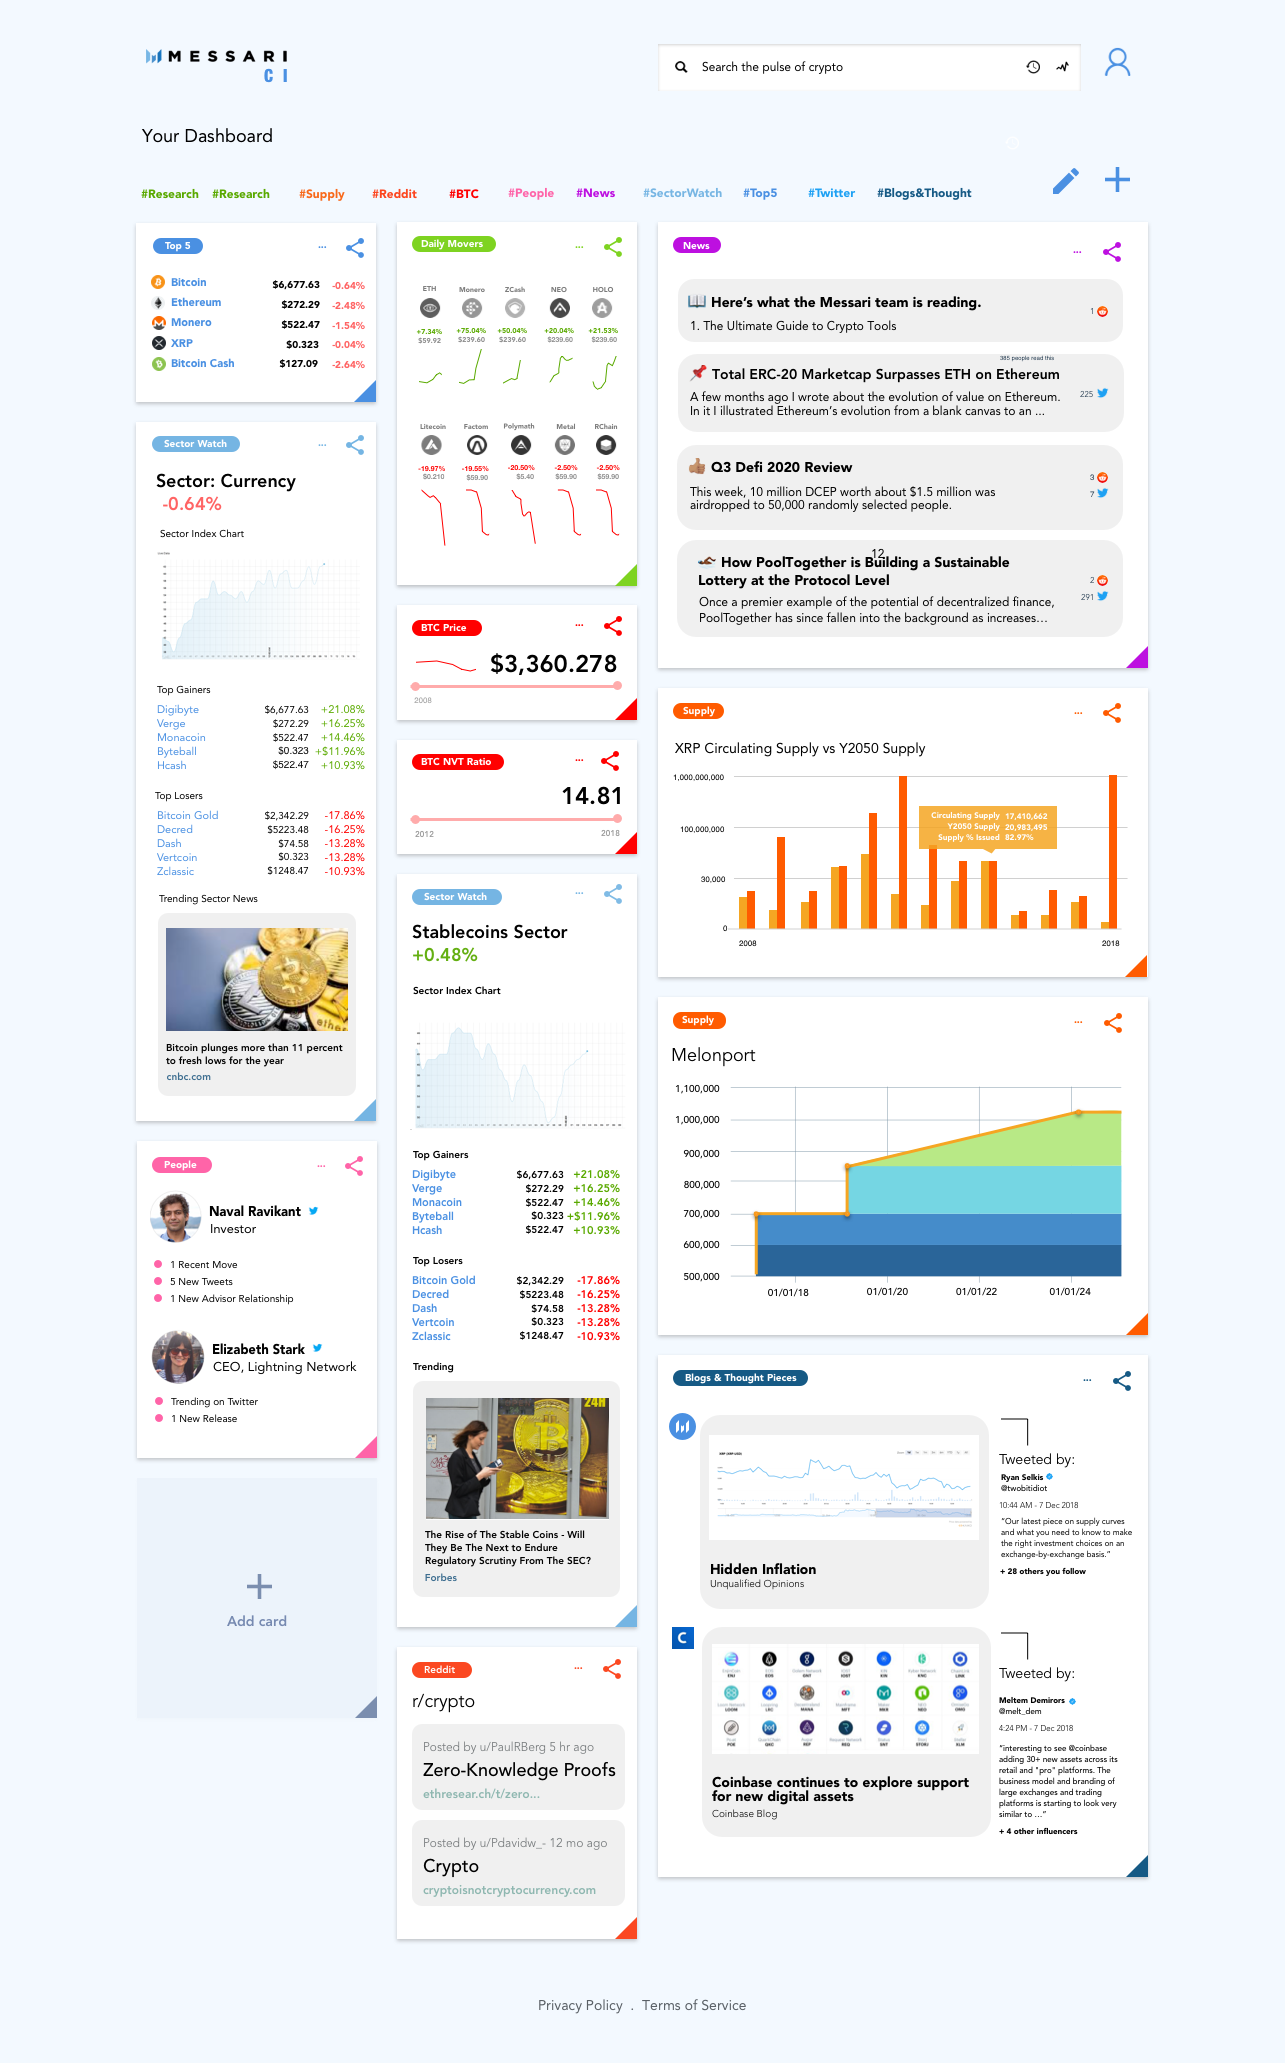 MESSARI
CI
Search the pulse of crypto
Your Dashboard
#Research #Research #Supply #Reddit #BTC #People #News #SectorWatch #Top5 #Twitter #Blogs&Thought
Top 5
...
Bitcoin $6,677.63 -0.64%
Ethereum $272.29 -2.48%
Monero $522.47 -1.54%
XRP $0.323 -0.04%
Bitcoin Cash $127.09 -2.64%
Sector Watch
...
Sector: Currency
-0.64%
Sector Index Chart
Top Gainers
Digibyte $6,677.63 +21.08%
Verge $272.29 +16.25%
Monacoin $522.47 +14.46%
Byteball $0.323 +$11.96%
Hcash $522.47 +10.93%
Top Losers
Bitcoin Gold $2,342.29 -17.86%
Decred $5223.48 -16.25%
Dash $74.58 -13.28%
Vertcoin $0.323 -13.28%
Zclassic $1248.47 -10.93%
Trending Sector News
Bitcoin plunges more than 11 percent
to fresh lows for the year
cnbc.com
People
...
Naval Ravikant
Investor
1 Recent Move
5 New Tweets
1 New Advisor Relationship
Elizabeth Stark
CEO, Lightning Network
Trending on Twitter
1 New Release
Add card
Daily Movers
...
ETH Monero ZCash NEO HOLO
+7.34% +75.04% +50.04% +20.04% +21.53%
$59.92 $239.60 $239.60 $239.60 $239.60
Litecoin Factom Polymath Metal RChain
-19.97% -19.55% -20.50% -2.50% -2.50%
$0.210 $59.90 $5.40 $59.90 $59.90
BTC Price
...
$3,360.278
2008
BTC NVT Ratio
...
14.81
2012 2018
Sector Watch
...
Stablecoins Sector
+0.48%
Sector Index Chart
Top Gainers
Digibyte $6,677.63 +21.08%
Verge $272.29 +16.25%
Monacoin $522.47 +14.46%
Byteball $0.323 +$11.96%
Hcash $522.47 +10.93%
Top Losers
Bitcoin Gold $2,342.29 -17.86%
Decred $5223.48 -16.25%
Dash $74.58 -13.28%
Vertcoin $0.323 -13.28%
Zclassic $1248.47 -10.93%
Trending
24H
The Rise of The Stable Coins - Will
They Be The Next to Endure
Regulatory Scrutiny From The SEC?
Forbes
Reddit
...
r/crypto
Posted by u/PaulRBerg 5 hr ago
Zero-Knowledge Proofs
ethresear.ch/t/zero...
Posted by u/Pdavidw_- 12 mo ago
Crypto
cryptoisnotcryptocurrency.com
News
...
Here's what the Messari team is reading.
1. The Ultimate Guide to Crypto Tools
1
385 people read this
Total ERC-20 Marketcap Surpasses ETH on Ethereum
A few months ago I wrote about the evolution of value on Ethereum.
In it I illustrated Ethereum's evolution from a blank canvas to an ...
225
Q3 Defi 2020 Review
This week, 10 million DCEP worth about $1.5 million was
airdropped to 50,000 randomly selected people.
3
7
12
How PoolTogether is Building a Sustainable
Lottery at the Protocol Level
Once a premier example of the potential of decentralized finance,
PoolTogether has since fallen into the background as increases...
2
291
Supply
...
XRP Circulating Supply vs Y2050 Supply
1,000,000,000
100,000,000
30,000
0
Circulating Supply 17,410,662
Y2050 Supply 20,983,495
Supply % issued 82.97%
2008 2018
Supply
...
Melonport
1,100,000
1,000,000
900,000
800,000
700,000
600,000
500,000
01/01/18 01/01/20 01/01/22 01/01/24
Blogs & Thought Pieces
...
Hidden Inflation
Unqualified Opinions
Tweeted by:
Ryan Selkis
@twobitidiot
10:44 AM - 7 Dec 2018
"Our latest piece on supply curves
and what you need to know to make
the right investment choices on an
exchange-by-exchange basis."
+ 28 others you follow
C
Coinbase continues to explore support
for new digital assets
Coinbase Blog
Tweeted by:
Meltem Demirors
@melt_dem
4:24 PM - 7 Dec 2018
"interesting to see @coinbase
adding 30+ new assets across its
retail and "pro" platforms. The
business model and branding of
large exchanges and trading
platforms is starting to look very
similar to ..."
+ 4 other influencers
Privacy Policy . Terms of Service